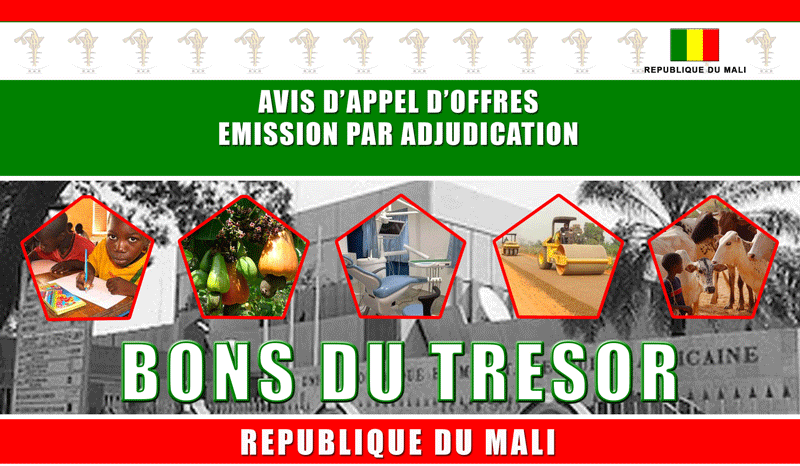 REPUBLIQUE DU MALI
AVIS D'APPEL D'OFFRES
EMISSION PAR ADJUDICATION
BONS DU TRESOR
REPUBLIQUE DU MALI